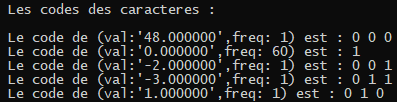 Les codes des caracteres :
Le code de (val:'48.000000',freq: 1) est : 0 0 0
Le code de (val:'0.000000',freq: 60) est : 1
Le code de (val:'-2.000000',freq: 1) est : 0 0 1
Le code de (val:'-3.000000',freq: 1) est : 0 1 1
Le code de (val:'1.000000',freq: 1) est : 0 1 0